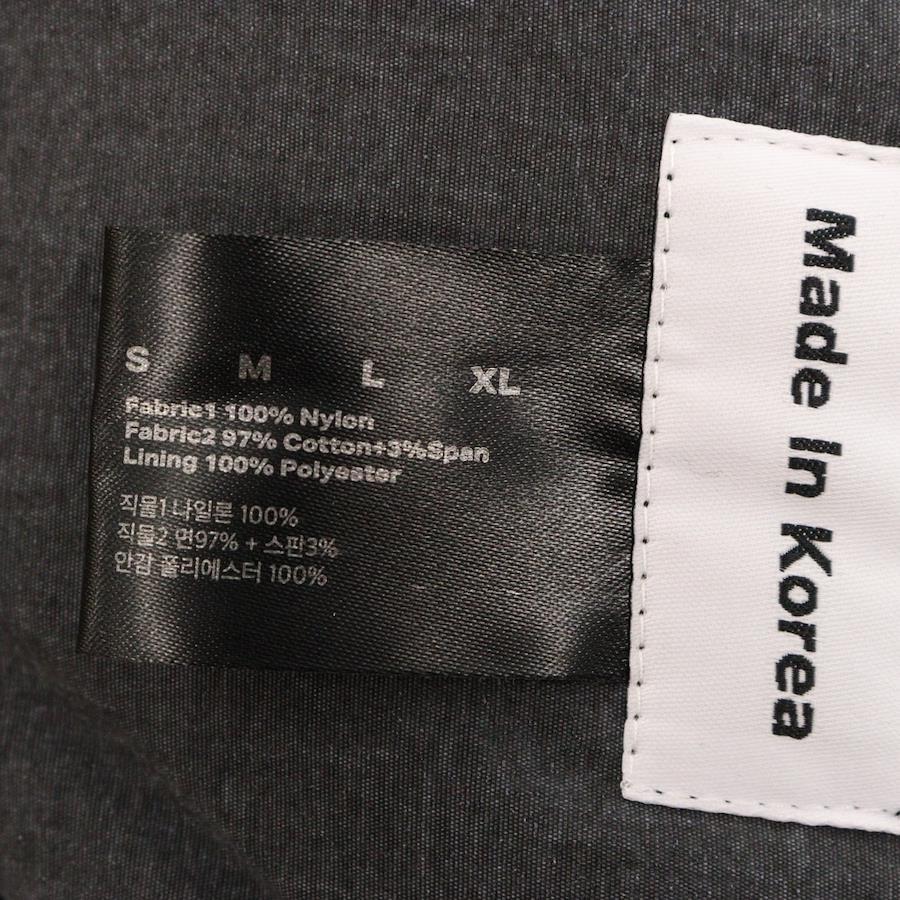 S M L XL
Fabric1 100% Nylon
Fabric2 97% Cotton+3%Span
Lining 100% Polyester
직물1 나일론 100%
직물2 면97% + 스판3%
안감 폴리에스터 100%
Made In Korea